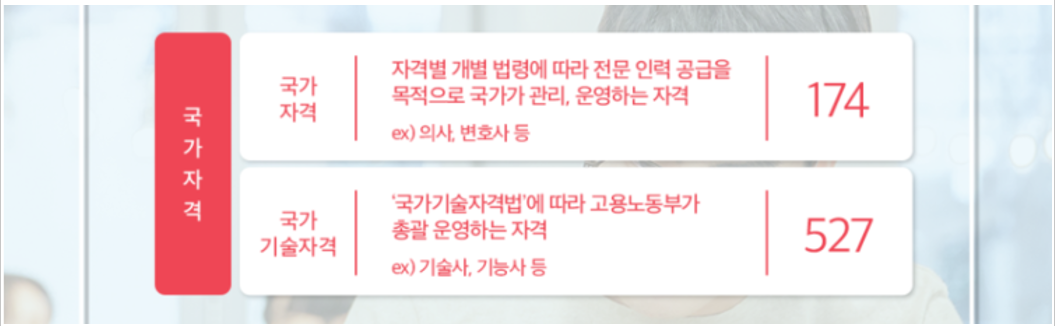 국가자격
국가
자격
자격별 개별 법령에 따라 전문 인력 공급을
목적으로 국가가 관리, 운영하는 자격
ex) 의사, 변호사 등
174
국가
기술자격
‘국가기술자격법’에 따라 고용노동부가
총괄 운영하는 자격
ex) 기술사, 기능사 등
527